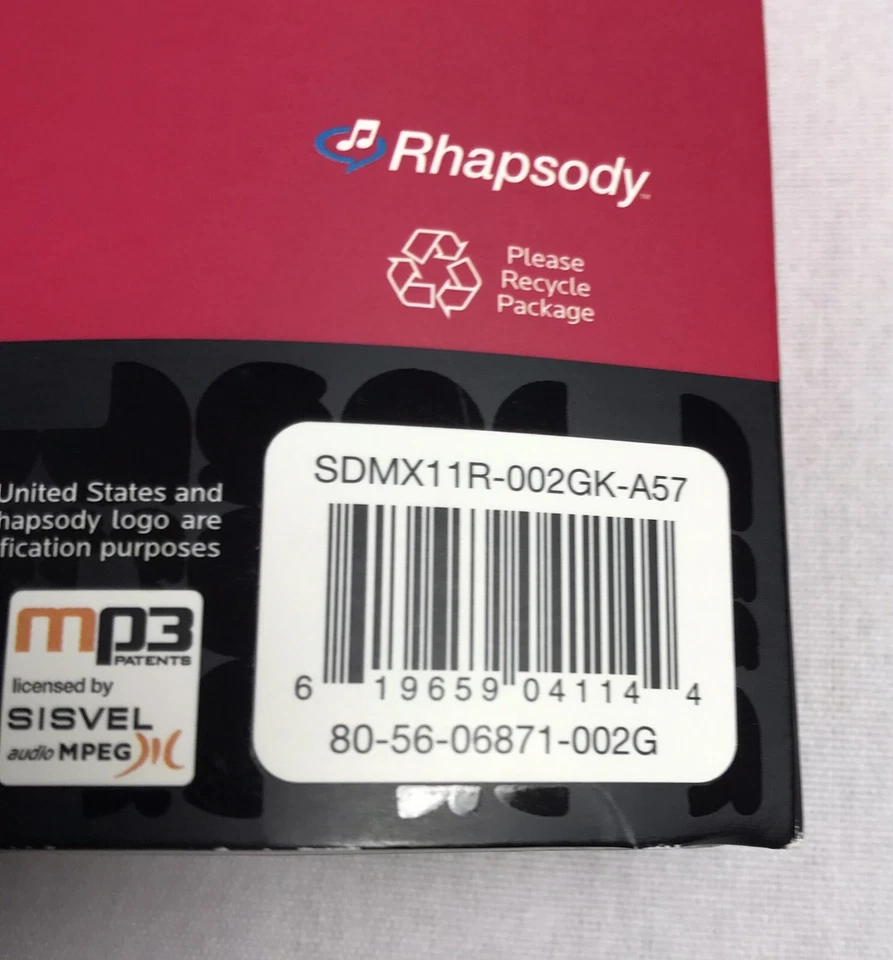 Rhapsody™
Please
Recycle
Package
United States and
hapsody logo are
fication purposes
mp3
PATENTS
licensed by
SISVEL
audio MPEG
SDMX11R-002GK-A57
6 19659 04114 4
80-56-06871-002G